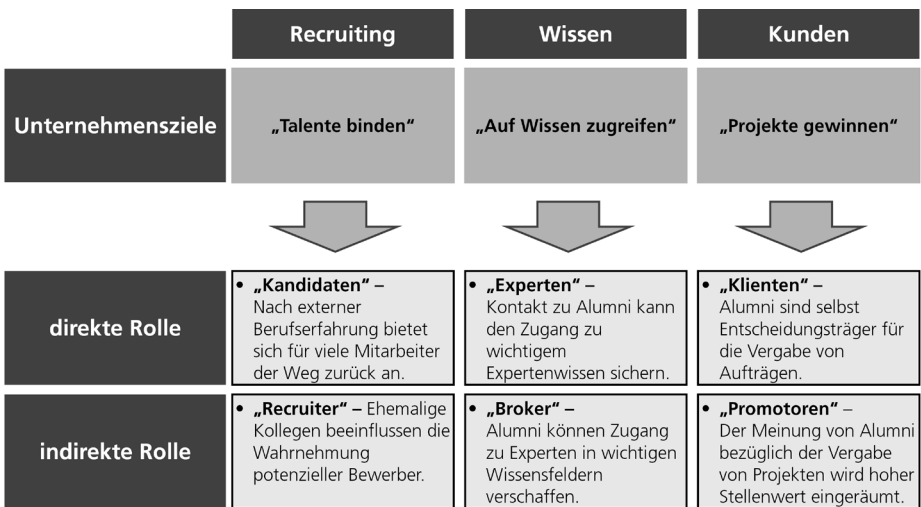 Recruiting
Wissen
Kunden
Unternehmensziele
„Talente binden“
„Auf Wissen zugreifen“
„Projekte gewinnen“
direkte Rolle
• „Kandidaten“ –
Nach externer
Berufserfahrung bietet
sich für viele Mitarbeiter
der Weg zurück an.
• „Experten“ –
Kontakt zu Alumni kann
den Zugang zu
wichtigem
Expertenwissen sichern.
• „Klienten“ –
Alumni sind selbst
Entscheidungsträger für
die Vergabe von
Aufträgen.
indirekte Rolle
• „Recruiter“ – Ehemalige
Kollegen beeinflussen die
Wahrnehmung
potenzieller Bewerber.
• „Broker“ –
Alumni können Zugang
zu Experten in wichtigen
Wissensfeldern
verschaffen.
• „Promotoren“ –
Der Meinung von Alumni
bezüglich der Vergabe
von Projekten wird hoher
Stellenwert eingeräumt.